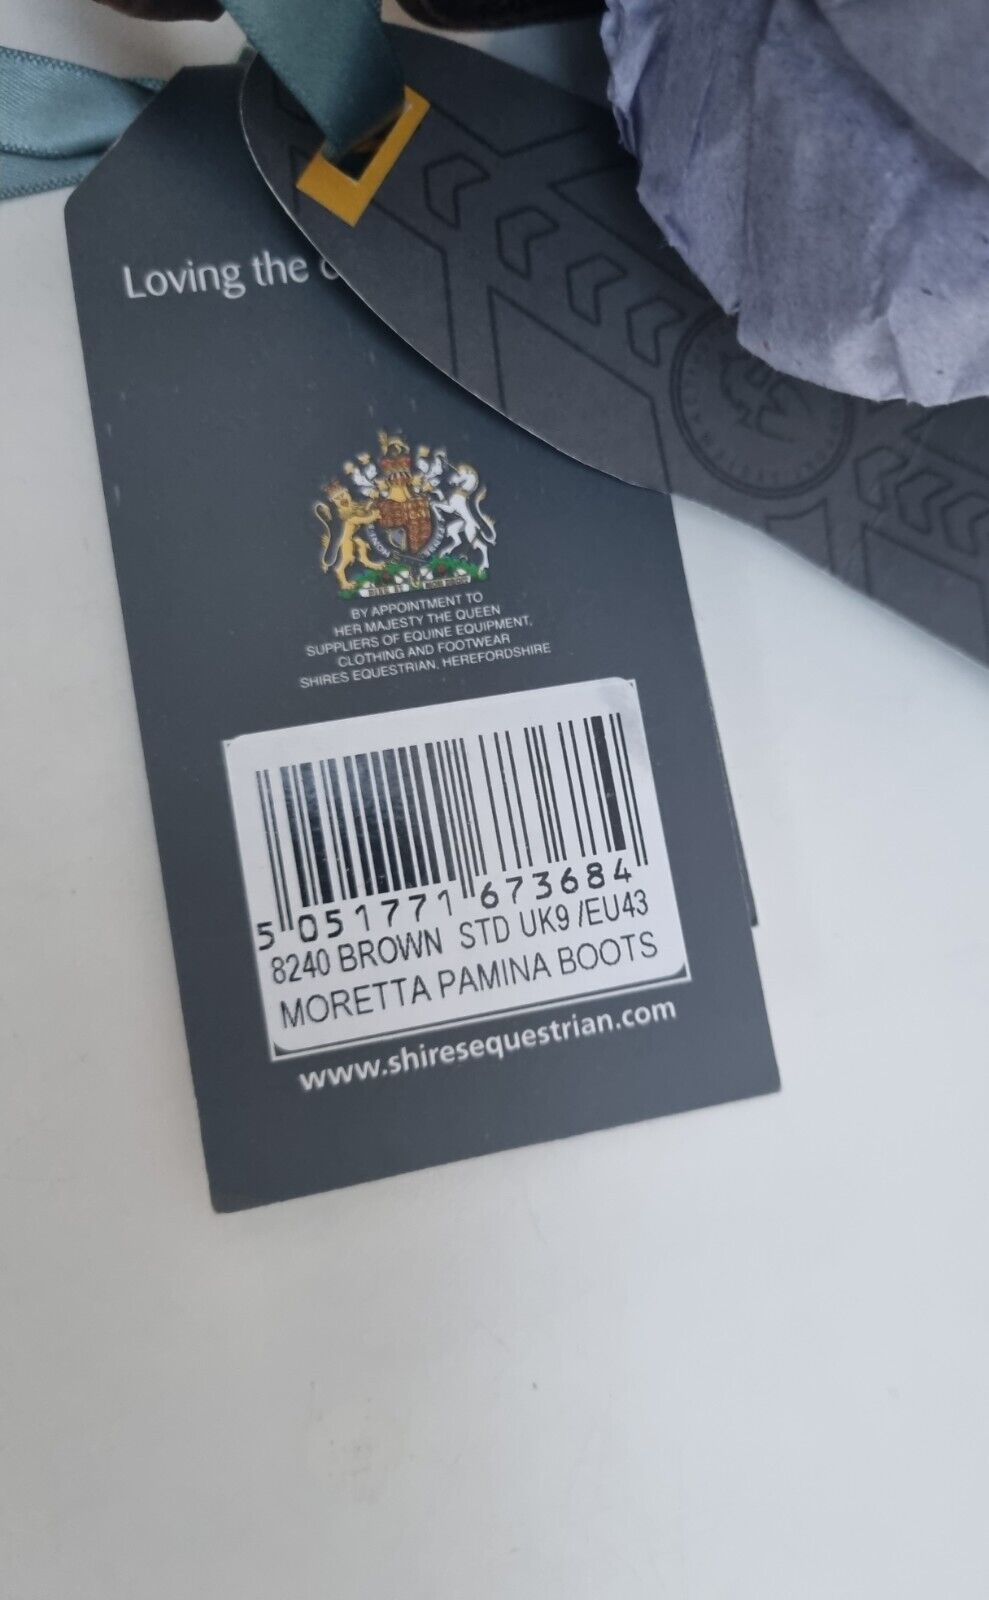 Loving the
BY APPOINTMENT TO
HER MAJESTY THE QUEEN
SUPPLIERS OF EQUINE EQUIPMENT,
CLOTHING AND FOOTWEAR
SHIRES EQUESTRIAN, HEREFORDSHIRE
5 051771 673684
8240 BROWN STD UK9 /EU43
MORETTA PAMINA BOOTS
www.shiresequestrian.com